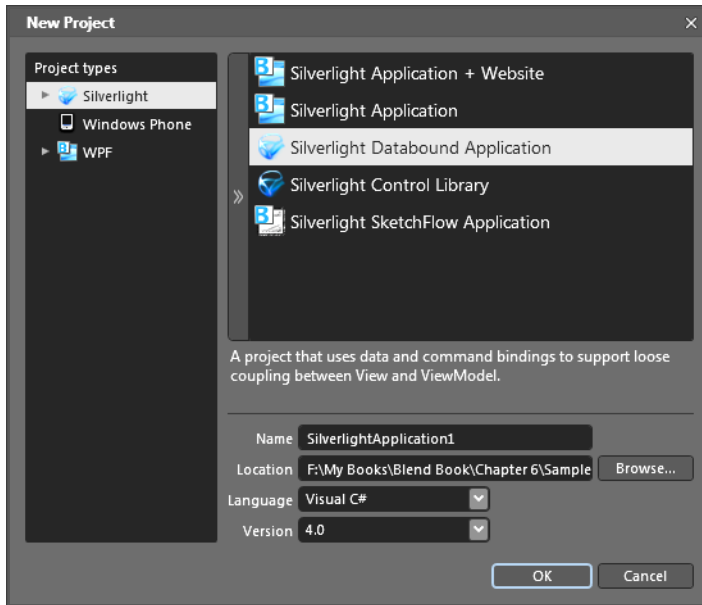 New Project
Project types
Silverlight
Windows Phone
WPF
Silverlight Application + Website
Silverlight Application
Silverlight Databound Application
Silverlight Control Library
Silverlight SketchFlow Application
A project that uses data and command bindings to support loose
coupling between View and ViewModel.
Name SilverlightApplication1
Location F:\My Books\Blend Book\Chapter 6\Sample Browse...
Language Visual C#
Version 4.0
OK Cancel